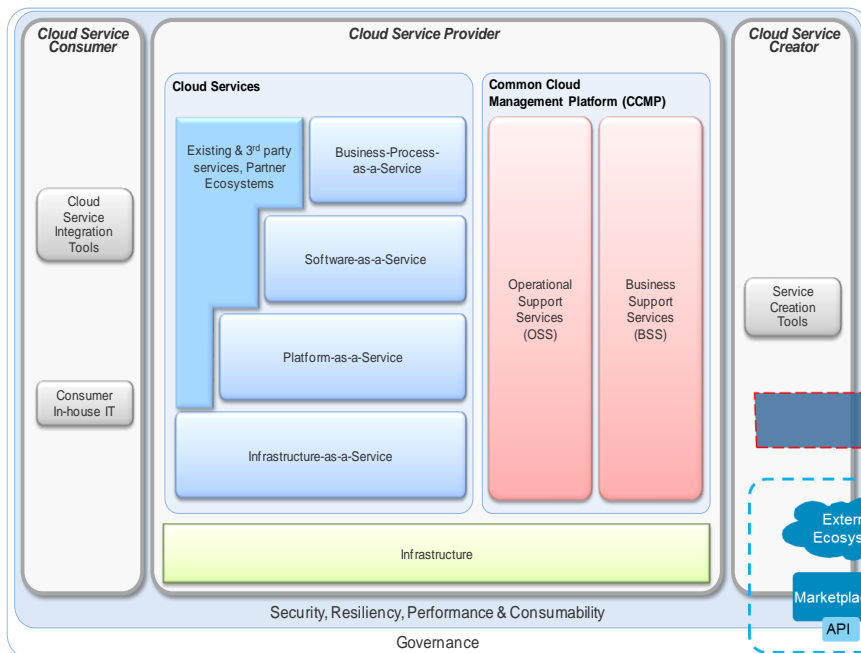 Cloud Service
Consumer
Cloud Service Provider
Cloud Service
Creator
Cloud Services
Common Cloud
Management Platform (CCMP)
Existing & 3rd party
services, Partner
Ecosystems
Business-Process-
as-a-Service
Cloud
Service
Integration
Tools
Software-as-a-Service
Operational
Support
Services
(OSS)
Business
Support
Services
(BSS)
Service
Creation
Tools
Platform-as-a-Service
Consumer
In-house IT
Infrastructure-as-a-Service
Extern
Ecosys
Infrastructure
Marketplac
API
Security, Resiliency, Performance & Consumability
Governance